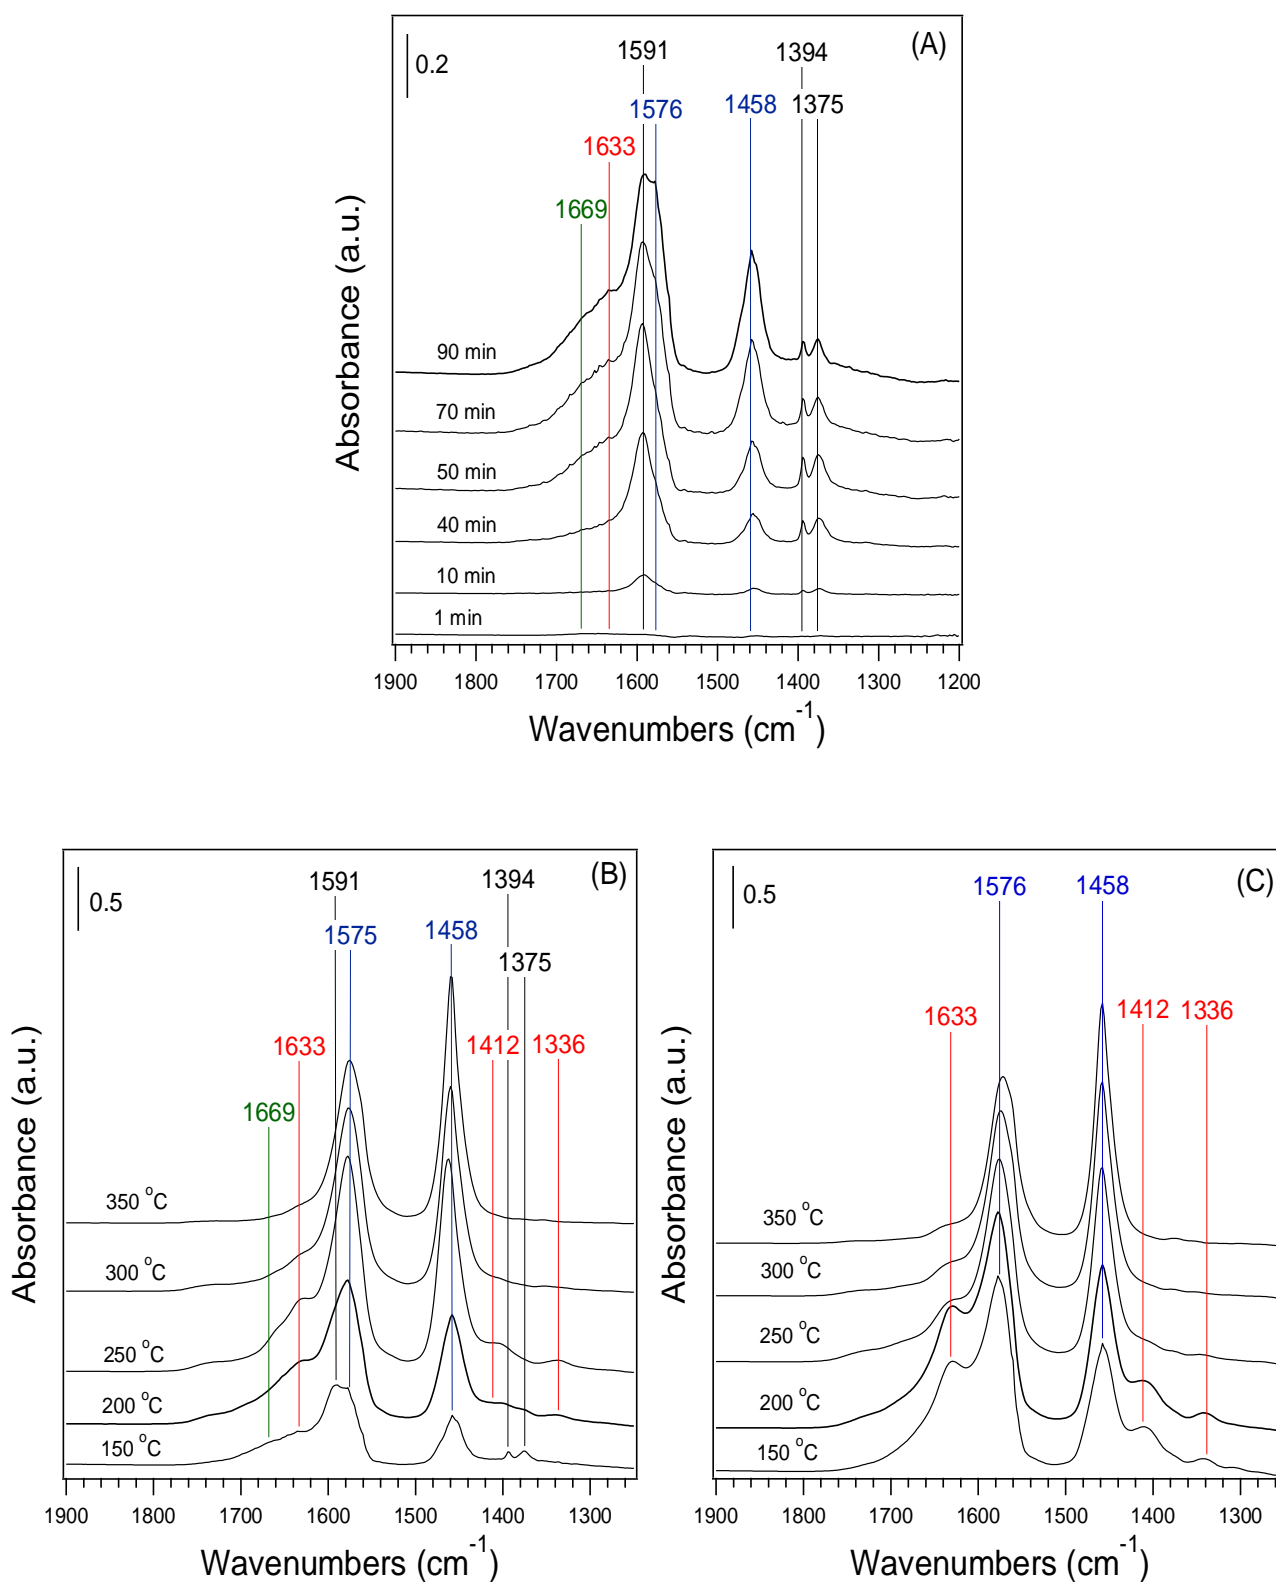 (A)
0.2
1591
1394
1576
1458
1375
1633
1669
90 min
70 min
50 min
40 min
10 min
1 min
Absorbance (a.u.)
1900 1800 1700 1600 1500 1400 1300 1200
Wavenumbers (cm-1)
(B)
0.5
1591
1394
1575
1458
1375
1633
1412
1336
1669
350 °C
300 °C
250 °C
200 °C
150 °C
Absorbance (a.u.)
1900 1800 1700 1600 1500 1400 1300
Wavenumbers (cm-1)
(C)
0.5
1576
1458
1633
1412
1336
350 °C
300 °C
250 °C
200 °C
150 °C
Absorbance (a.u.)
1900 1800 1700 1600 1500 1400 1300
Wavenumbers (cm-1)